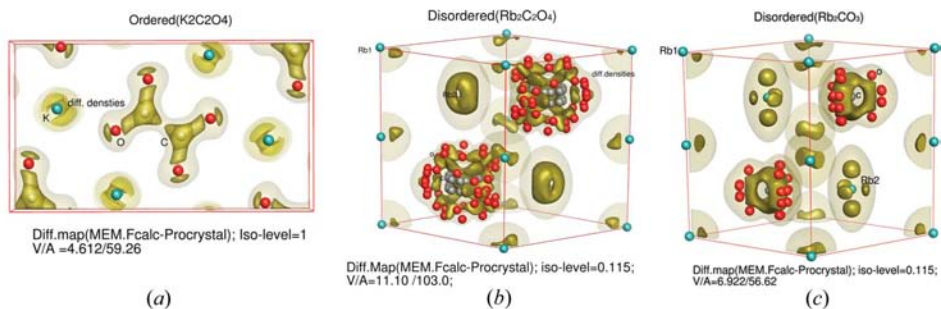 Ordered(K2C2O4)
diff. densties
K
O
C
Diff.map(MEM.Fcalc-Procrystal); Iso-level=1
V/A =4.612/59.26
(a)
Disordered(Rb₂C₂O₄)
Rb1
diff.densities
o
Diff.Map(MEM.Fcalc-Procrystal); iso-level=0.115;
V/A=11.10 /103.0;
(b)
Disordered(Rb₂CO₃)
Rb1
o
c
Rb2
Diff.map(MEM.Fcalc-Procrystal); iso-level=0.115;
V/A=6.922/56.62
(c)